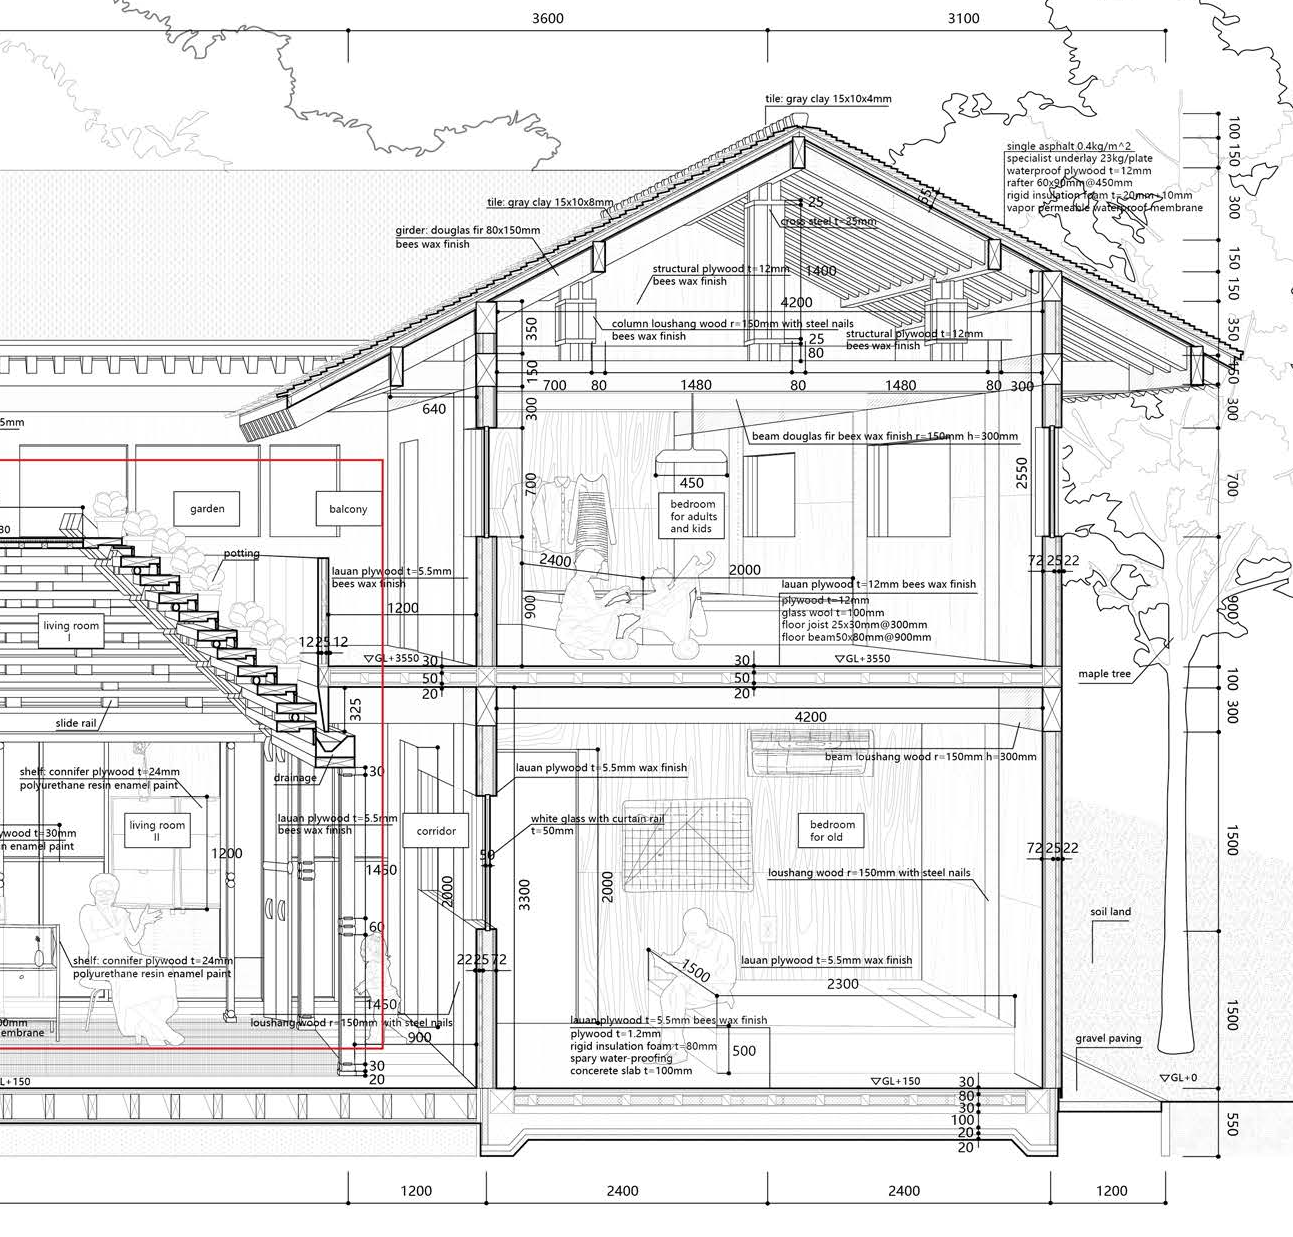 3600
3100
tile: gray clay 15x10x4mm
100
150
single asphalt 0.4kg/m^2
specialist underlay 23kg/plate
waterproof plywood t=12mm
rafter 60x90mm@450mm
rigid insulation foam t=20mm+10mm
vapor permeable waterproof membrane
300
tile: gray clay 15x10x8mm
25
cross steel t=25mm
girder: douglas fir 80x150mm
bees wax finish
150
150
structural plywood t=12mm
bees wax finish
1400
4200
350
column loushang wood r=150mm with steel nails
bees wax finish
structural plywood t=12mm
bees wax finish
25
80
350
150
150
700
80
1480
80
1480
80
300
640
300
300
5mm
beam douglas fir beex wax finish r=150mm h=300mm
700
450
2550
700
garden
balcony
bedroom
for adults
and kids
30
potting
2400
2000
72
25
22
lauan plywood t=5.5mm
bees wax finish
lauan plywood t=12mm bees wax finish
plywood t=12mm
glass wool t=100mm
floor joist 25x30mm@300mm
floor beam50x80mm@900mm
1200
900
900
living room
I
12
25
12
GL+3550
30
30
GL+3550
50
50
20
20
maple tree
100
300
325
4200
slide rail
beam loushang wood r=150mm h=300mm
shelf: connifer plywood t=24mm
polyurethane resin enamel paint
drainage
30
lauan plywood t=5.5mm wax finish
lauan plywood t=5.5mm
bees wax finish
white glass with curtain rail
t=50mm
living room
II
corridor
bedroom
for old
ywood t=30mm
n enamel paint
1200
50
1450
72
25
22
1500
loushang wood r=150mm with steel nails
2000
3300
2000
60
soil land
shelf: connifer plywood t=24mm
polyurethane resin enamel paint
22
25
72
1500
lauan plywood t=5.5mm wax finish
2300
1450
1500
00mm
embrane
loushang wood r=150mm with steel nails
900
lauan plywood t=5.5mm bees wax finish
plywood t=1.2mm
rigid insulation foam t=80mm
spary water-proofing
concerete slab t=100mm
500
gravel paving
30
20
L+150
GL+150
GL+0
30
80
30
100
20
20
550
1200
2400
2400
1200